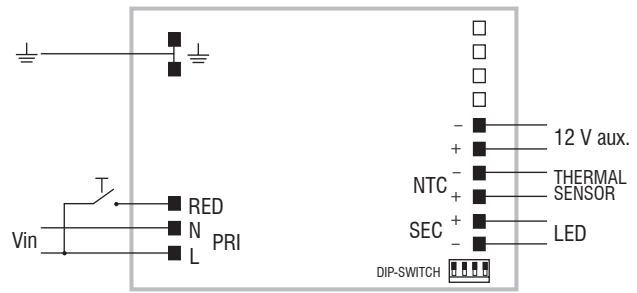 −
12 V aux.
+
−
NTC
THERMAL
SENSOR
+
RED
N
PRI
L
Vin
+
SEC
LED
−
DIP-SWITCH